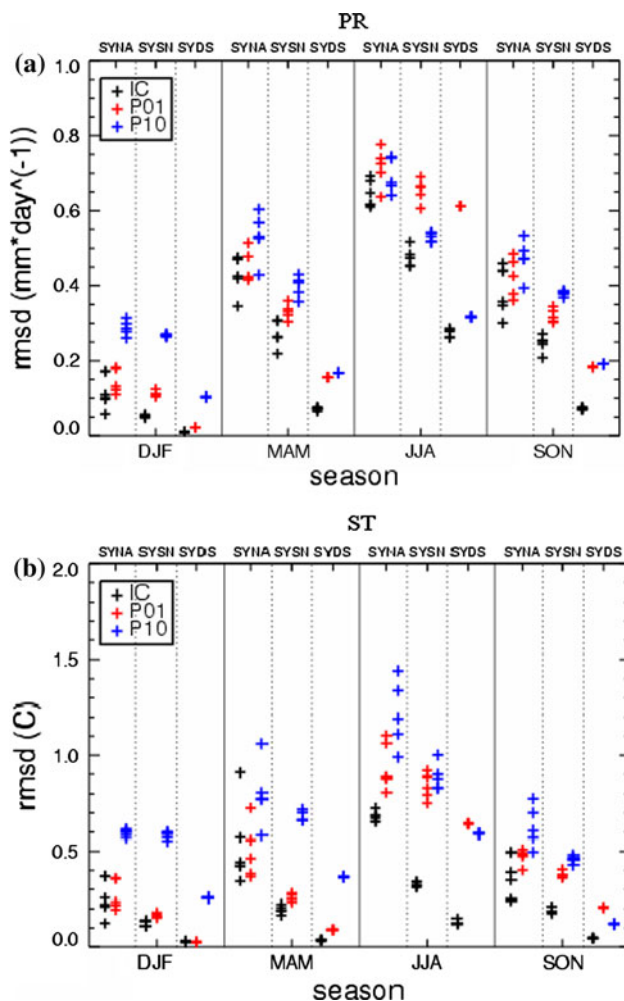 PR
SYNA SYSN SYDS SYNA SYSN SYDS SYNA SYSN SYDS SYNA SYSN SYDS
(a)
1.0
IC
P01
P10
0.8
0.6
0.4
0.2
0.0
rmsd (mm*day^(-1))
DJF MAM JJA SON
season
ST
SYNA SYSN SYDS SYNA SYSN SYDS SYNA SYSN SYDS SYNA SYSN SYDS
(b)
2.0
IC
P01
P10
1.5
1.0
0.5
0.0
rmsd (C)
DJF MAM JJA SON
season